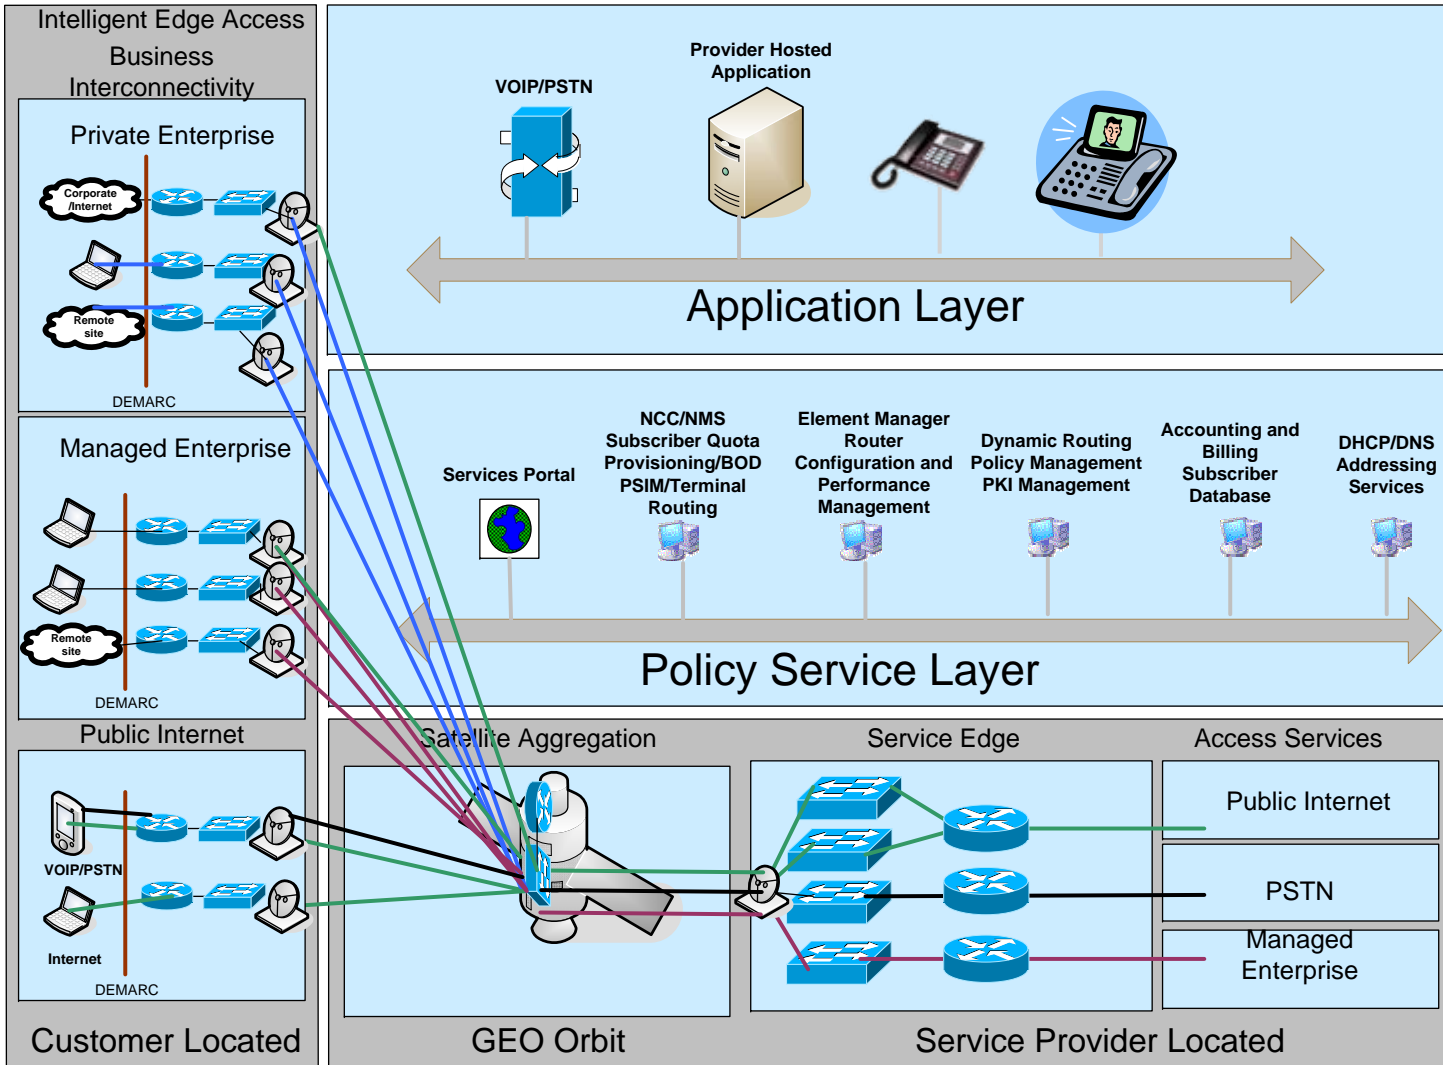 Intelligent Edge Access
Business
Interconnectivity
Private Enterprise
Corporate
/Internet
Remote
site
DEMARC
Managed Enterprise
Remote
site
DEMARC
Public Internet
VOIP/PSTN
Internet
DEMARC
Customer Located
VOIP/PSTN
Provider Hosted
Application
Application Layer
Services Portal
NCC/NMS
Subscriber Quota
Provisioning/BOD
PSIM/Terminal
Routing
Element Manager
Router
Configuration and
Performance
Management
Dynamic Routing
Policy Management
PKI Management
Accounting and
Billing
Subscriber
Database
DHCP/DNS
Addressing
Services
Policy Service Layer
Satellite Aggregation
GEO Orbit
Service Edge
Access Services
Public Internet
PSTN
Managed
Enterprise
Service Provider Located